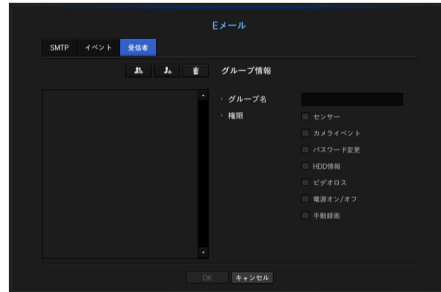 Eメール
SMTP イベント 受信者
グループ情報
グループ名
権限
センサー
カメライベント
パスワード変更
HDD情報
ビデオロス
電源オン/オフ
手動録画
OK キャンセル